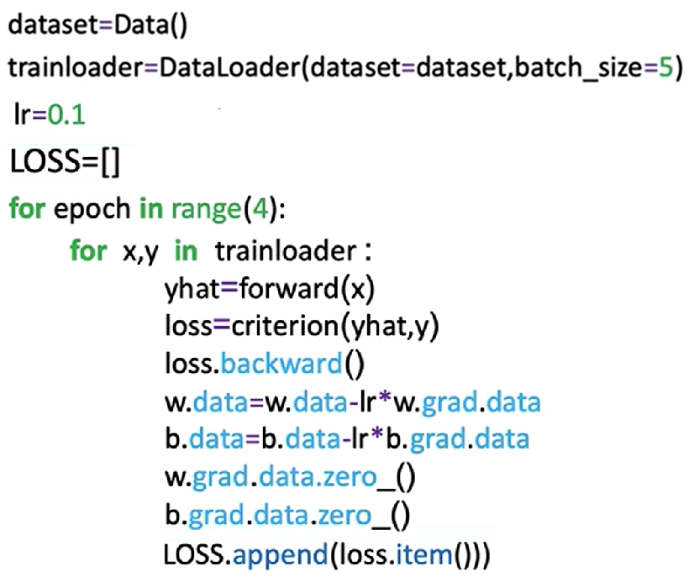 dataset=Data()
trainloader=DataLoader(dataset=dataset,batch_size=5)
lr=0.1
LOSS=[]
for epoch in range(4):
for x,y in trainloader:
yhat=forward(x)
loss=criterion(yhat,y)
loss.backward()
w.data=w.data-lr*w.grad.data
b.data=b.data-lr*b.grad.data
w.grad.data.zero_()
b.grad.data.zero_()
LOSS.append(loss.item()))